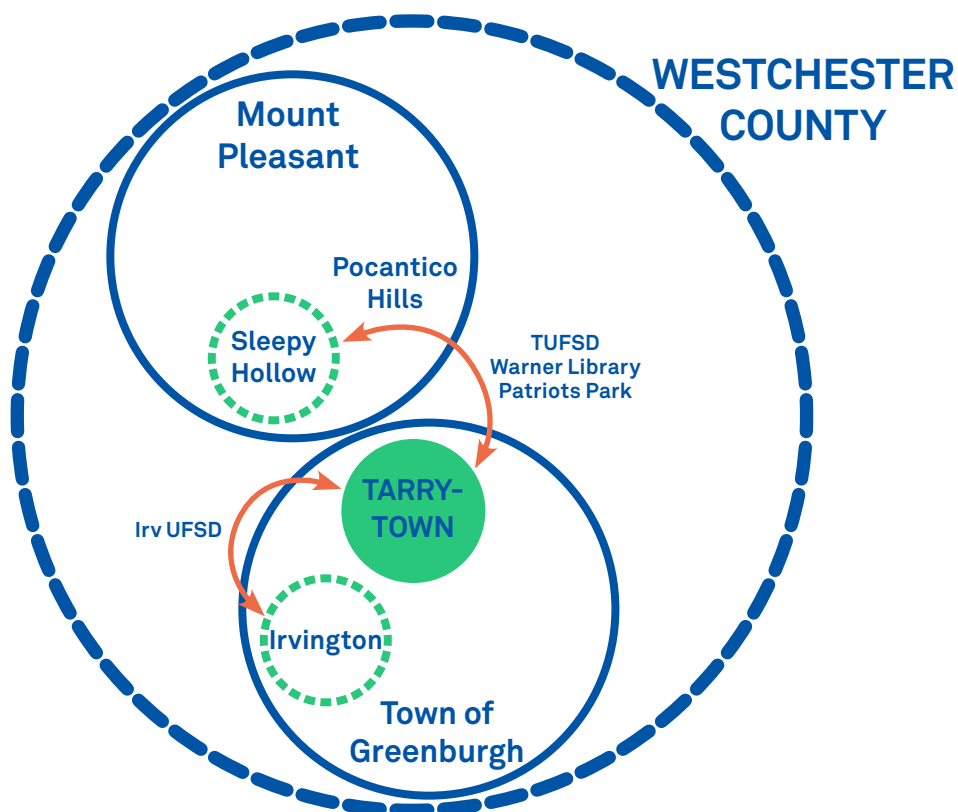 WESTCHESTER
COUNTY
Mount
Pleasant
Pocantico
Hills
Sleepy
Hollow
TUFSD
Warner Library
Patriots Park
TARRY-
TOWN
Irv UFSD
Irvington
Town of
Greenburgh